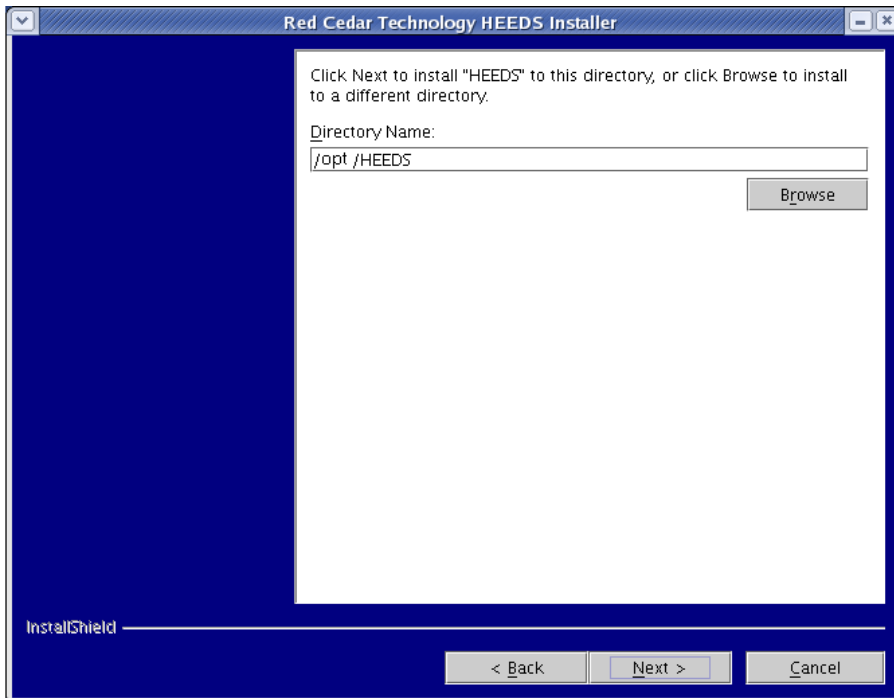 Red Cedar Technology HEEDS Installer
Click Next to install "HEEDS" to this directory, or click Browse to install
to a different directory.
Directory Name:
/opt /HEEDS
Browse
InstallShield
< Back
Next >
Cancel